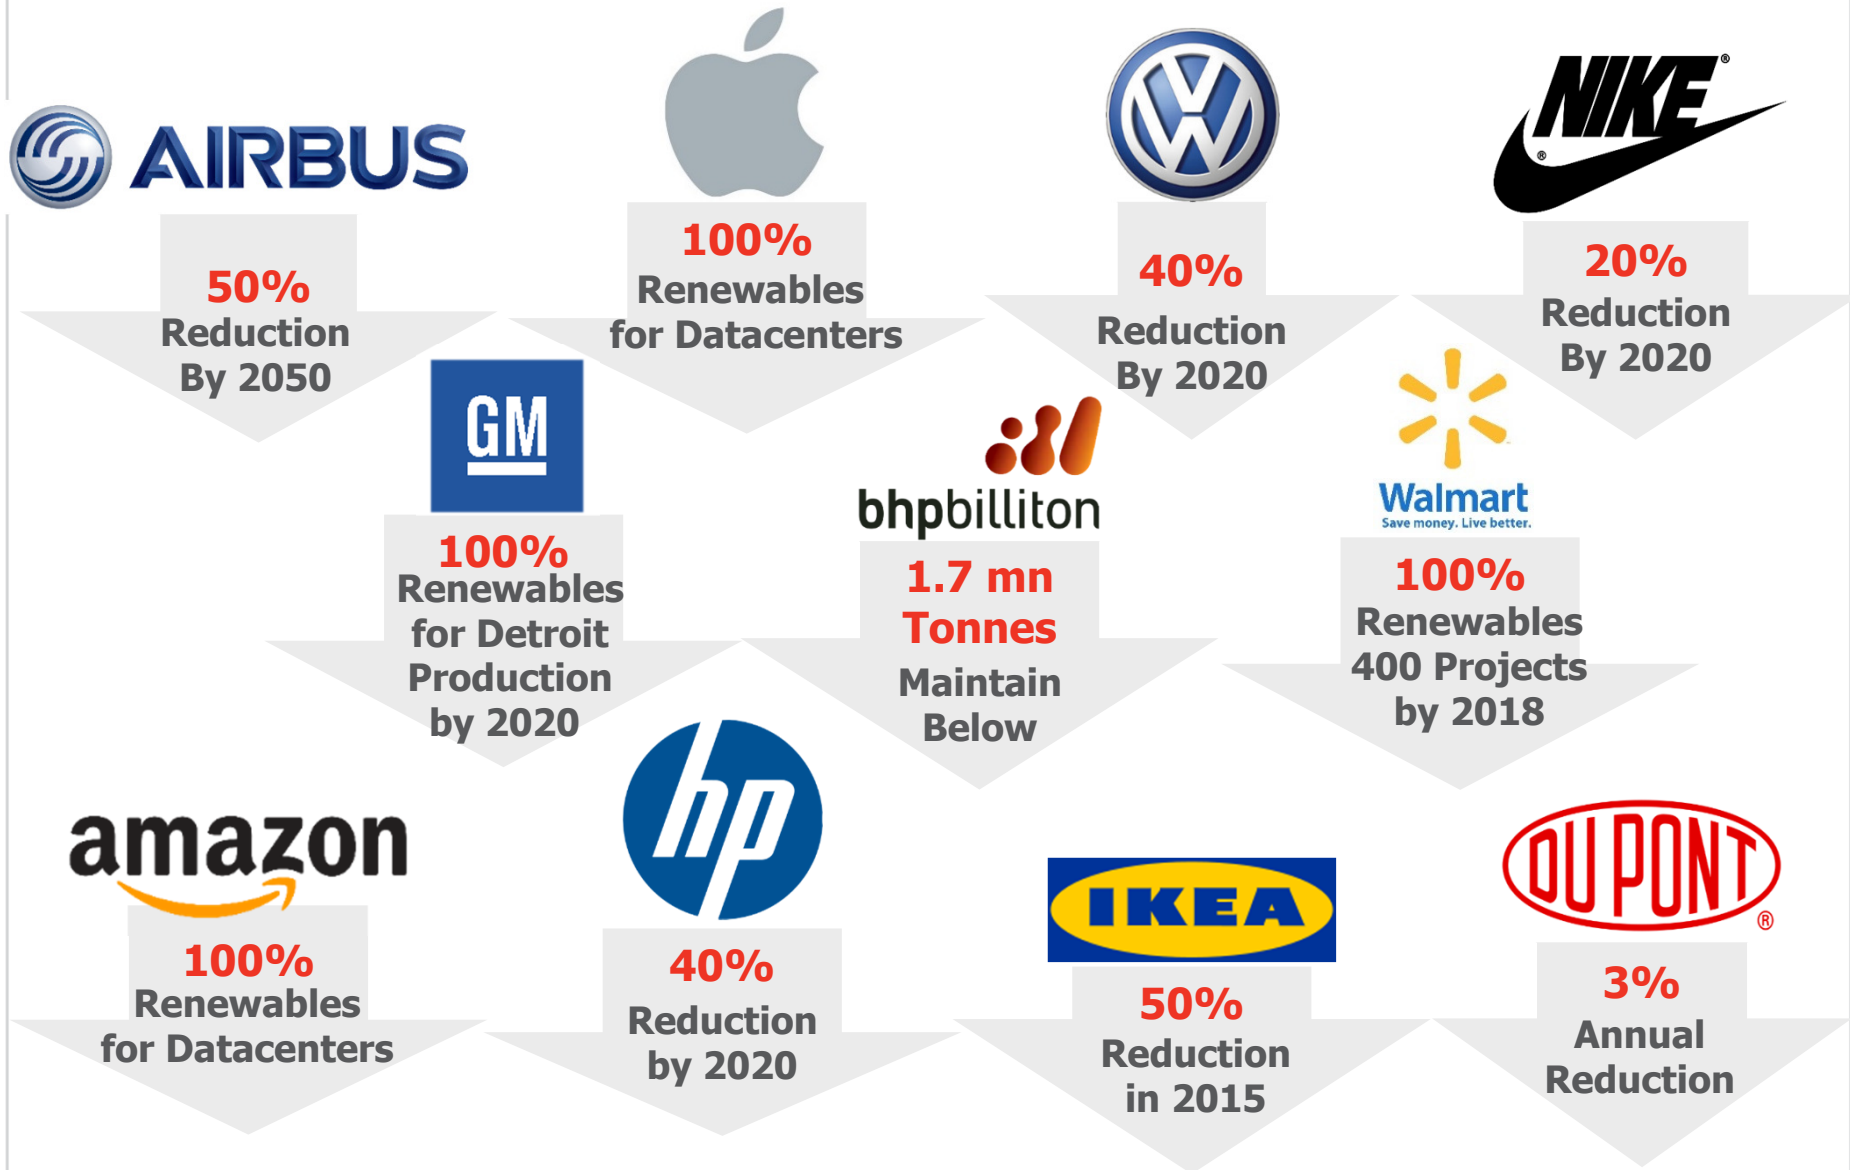 AIRBUS
50%
Reduction
By 2050
100%
Renewables
for Datacenters
VW
40%
Reduction
By 2020
NIKE®
®
20%
Reduction
By 2020
GM
100%
Renewables
for Detroit
Production
by 2020
bhpbilliton
1.7 mn
Tonnes
Maintain
Below
Walmart
Save money. Live better.
100%
Renewables
400 Projects
by 2018
amazon
100%
Renewables
for Datacenters
hp
40%
Reduction
by 2020
IKEA
50%
Reduction
in 2015
DU PONT
®
3%
Annual
Reduction